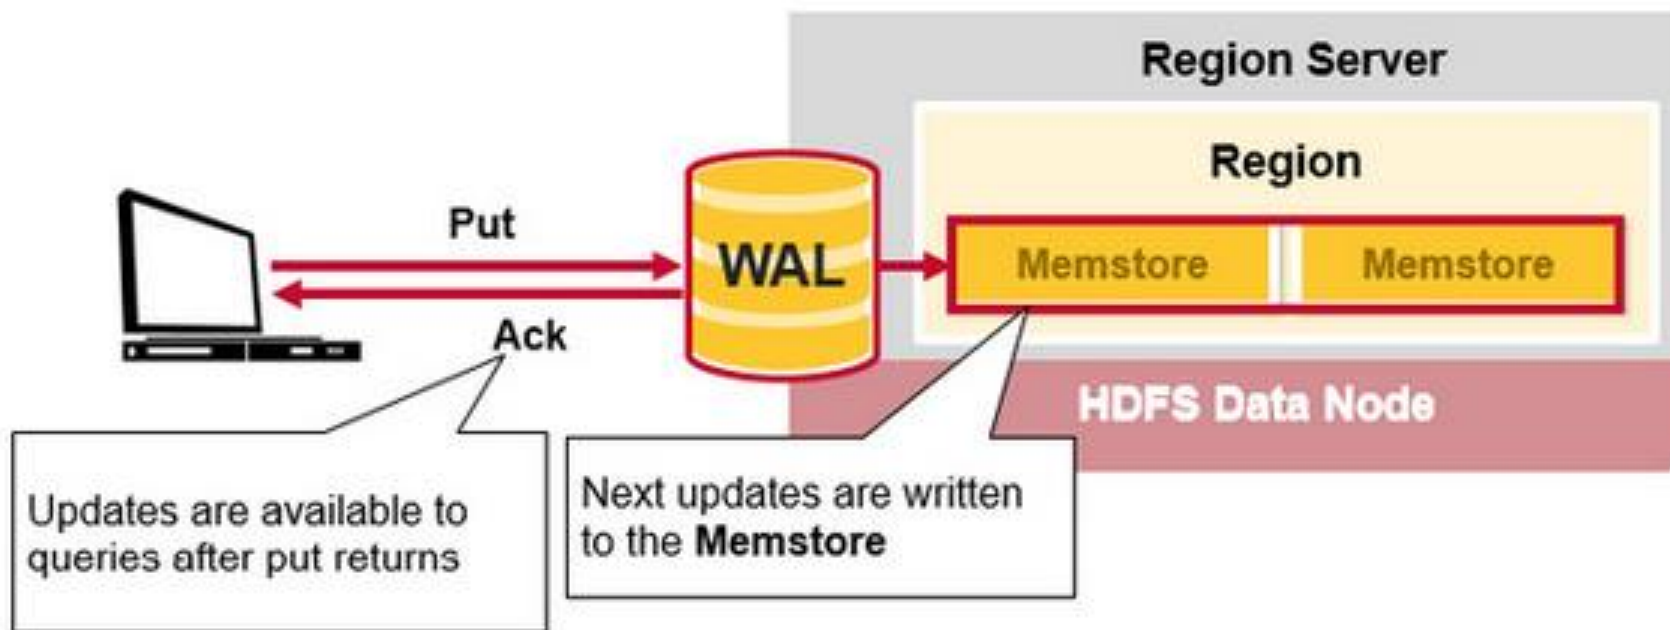 Region Server
Region
Put
WAL
Memstore
Memstore
Ack
HDFS Data Node
Updates are available to
queries after put returns
Next updates are written
to the Memstore